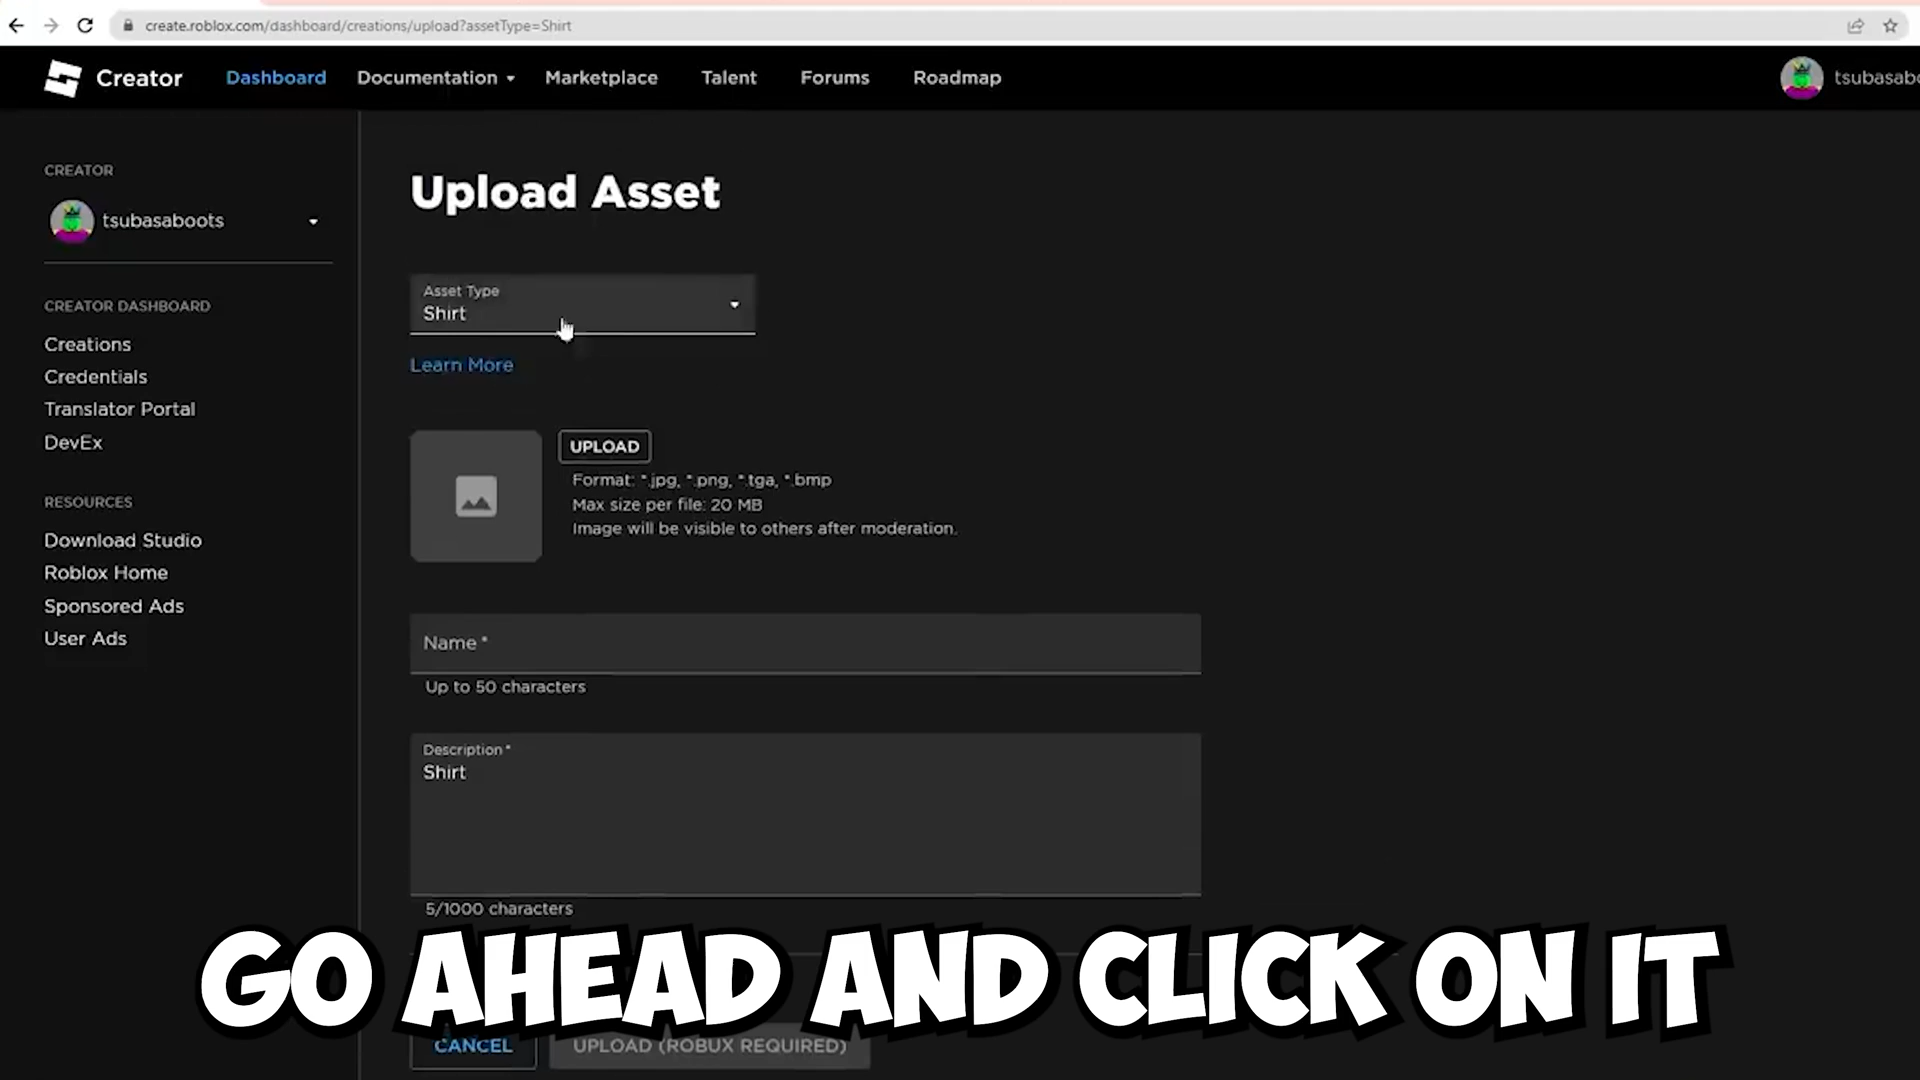 create.roblox.com/dashboard/creations/upload?assetType=Shirt
Creator Dashboard Documentation Marketplace Talent Forums Roadmap tsubasabo
CREATOR
tsubasaboots
CREATOR DASHBOARD
Creations
Credentials
Translator Portal
DevEx
RESOURCES
Download Studio
Roblox Home
Sponsored Ads
User Ads
Upload Asset
Asset Type
Shirt
Learn More
UPLOAD
Format: *.jpg, *.png, *.tga, *.bmp
Max size per file: 20 MB
Image will be visible to others after moderation.
Name *
Up to 50 characters
Description *
Shirt
5/1000 characters
GO AHEAD AND CLICK ON IT
CANCEL UPLOAD (ROBUX REQUIRED)